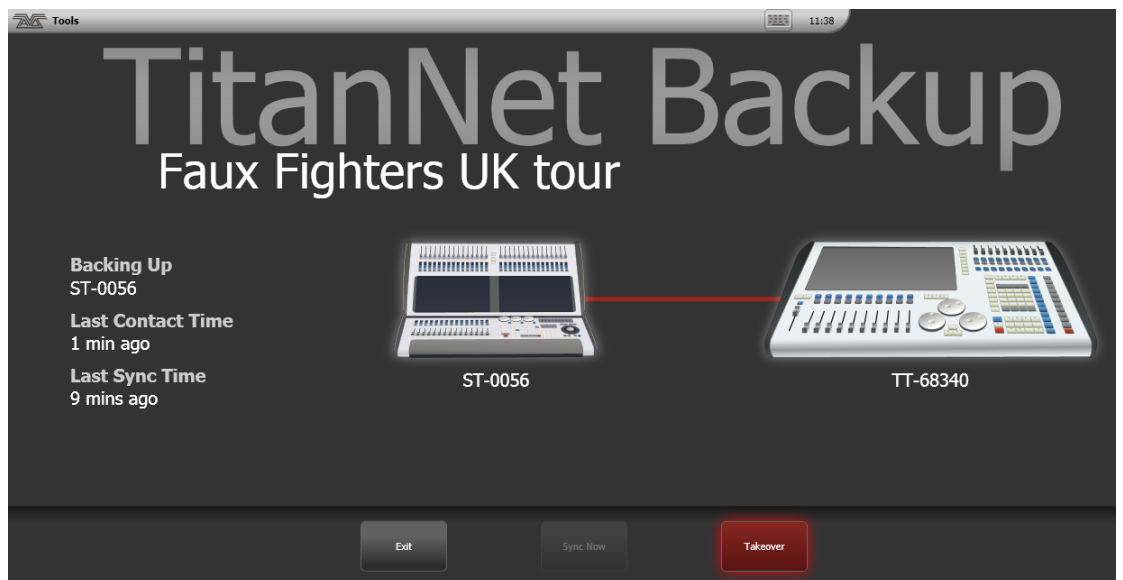 Tools
11:38
TitanNet Backup
Faux Fighters UK tour
Backing Up
ST-0056
Last Contact Time
1 min ago
Last Sync Time
9 mins ago
ST-0056
TT-68340
Exit
Sync Now
Takeover